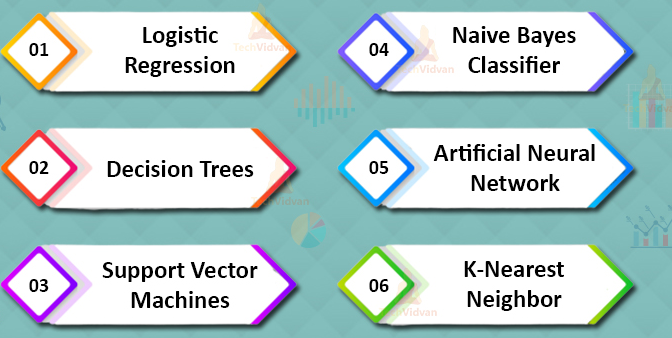 01
Logistic
Regression
02
Decision Trees
03
Support Vector
Machines
04
Naive Bayes
Classifier
05
Artificial Neural
Network
06
K-Nearest
Neighbor
TechVidvan